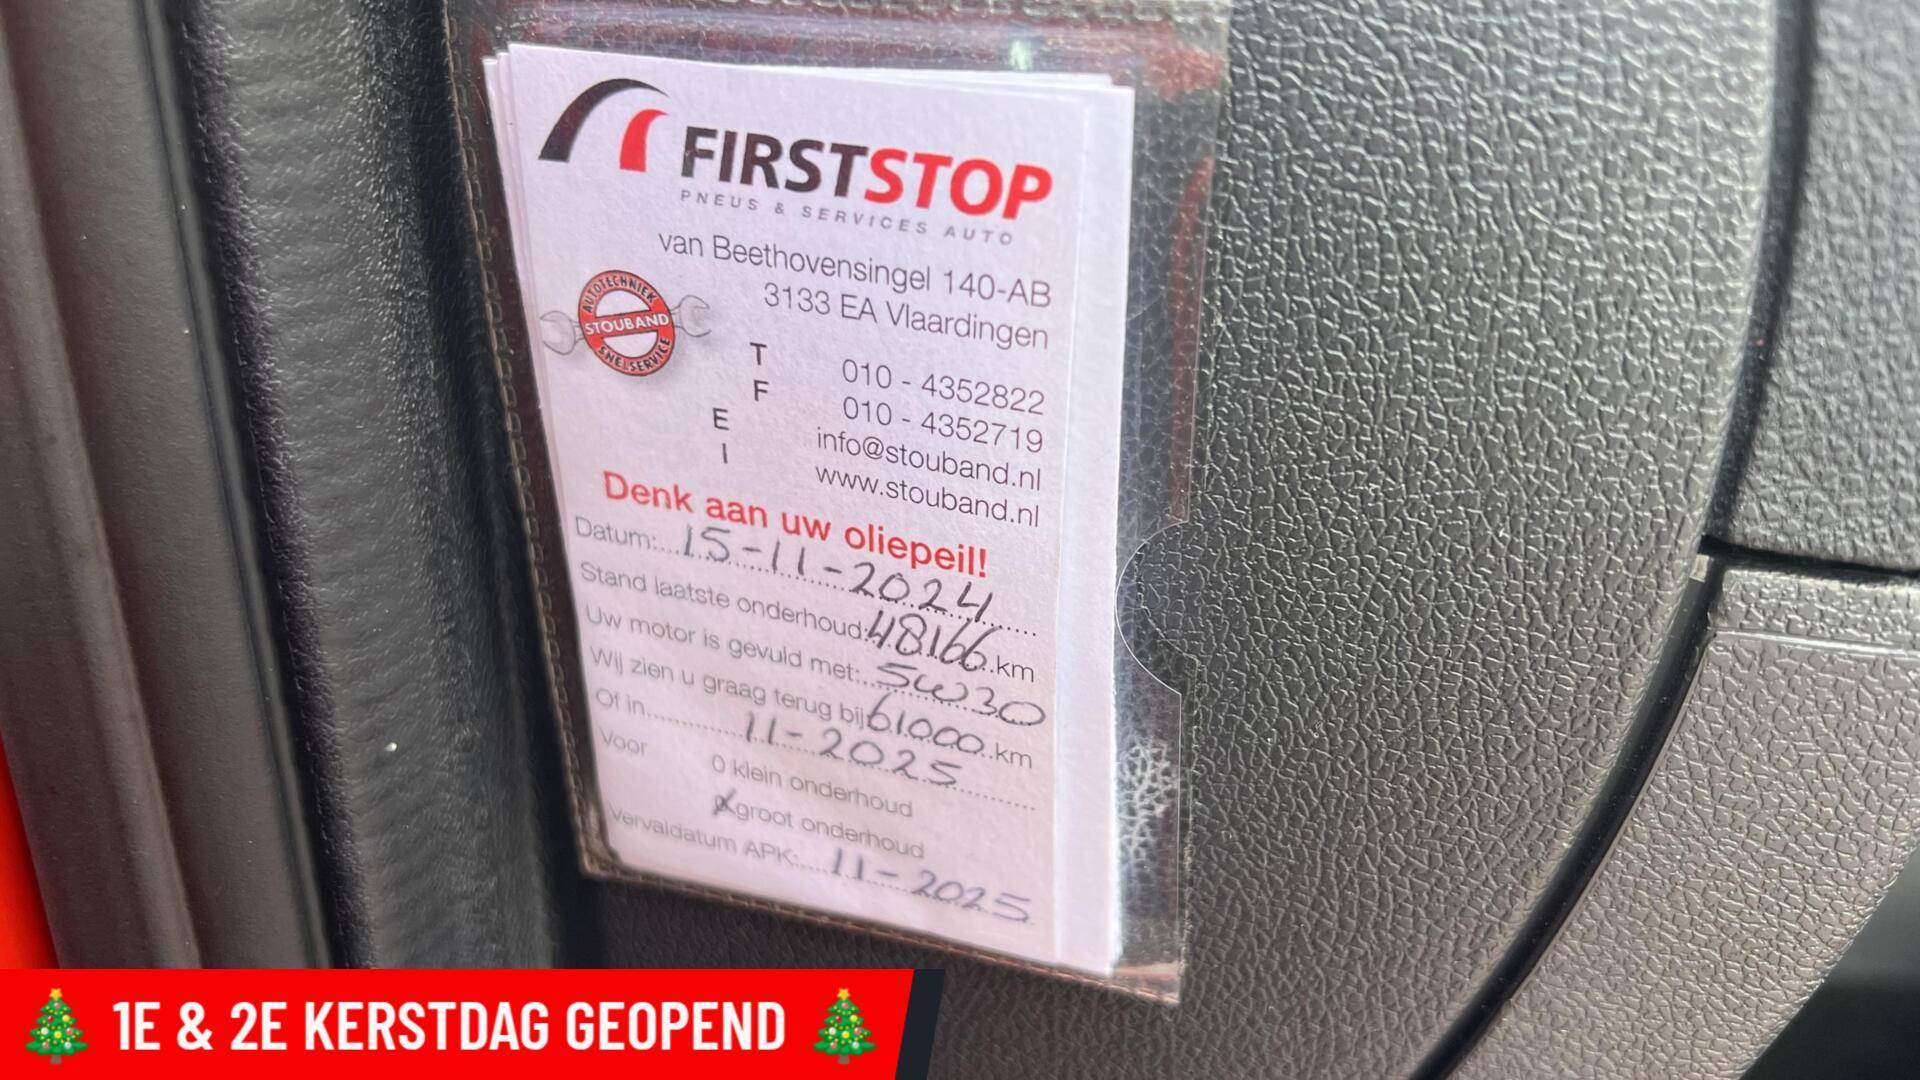 FIRSTSTOP
PNEUS & SERVICES AUTO
van Beethovensingel 140-AB
3133 EA Vlaardingen
AUTOTECHNIEK
STOUBAND
SNELSERVICE
T 010 - 4352822
F 010 - 4352719
E info@stouband.nl
I www.stouband.nl
Denk aan uw oliepeil!
Datum:...15-11-2024
Stand laatste onderhoud:48166.km
Uw motor is gevuld met:..5W30
Wij zien u graag terug bij 61000.km
Of in...11-2025
Voor 0 klein onderhoud
X groot onderhoud
Vervaldatum APK:...11-2025
1E & 2E KERSTDAG GEOPEND